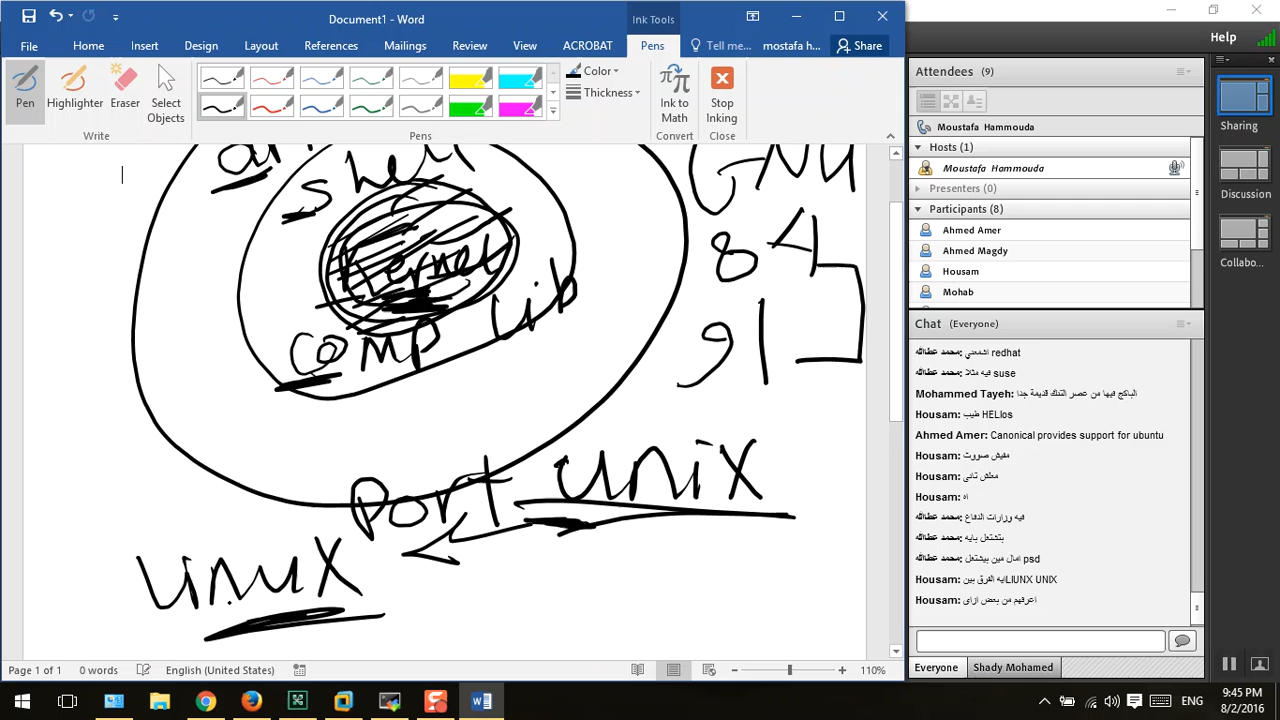 Document1 - Word
Ink Tools
File
Home
Insert
Design
Layout
References
Mailings
Review
View
ACROBAT
Pens
Tell me...
mostafa h...
Share
Help
Pen
Highlighter
Eraser
Select
Objects
Color
Thickness
Ink to
Math
Stop
Inking
Write
Pens
Convert
Close
shell
GNU
84
Kernel
91
comp Lib
port unix
Linux
Attendees (9)
Moustafa Hammouda
Hosts (1)
Moustafa Hammouda
Presenters (0)
Participants (8)
Ahmed Amer
Ahmed Magdy
Housam
Mohab
Sharing
Discussion
Collabo...
Chat (Everyone)
محمد عطاالله: اشمعني redhat
محمد عطاالله: فيه مثلا suse
Mohammed Tayeh: الباكج فيها من عصر التنك قديمة جدا
Housam: طيب HElIos
Ahmed Amer: Canonical provides support for ubuntu
Housam: مفيش صووت
Housam: معلش تانى
Housam: اه
محمد عطاالله: فيه وزارات الدفاع
محمد عطاالله: بتشتغل بايه
محمد عطاالله: امال مين بيشتغل psd
Housam: ايه الفرق بينLIUNX UNIX
Housam: اعرفهم من بعض ازاى
Everyone
Shady Mohamed
Page 1 of 1
0 words
English (United States)
110%
ENG
9:45 PM
8/2/2016